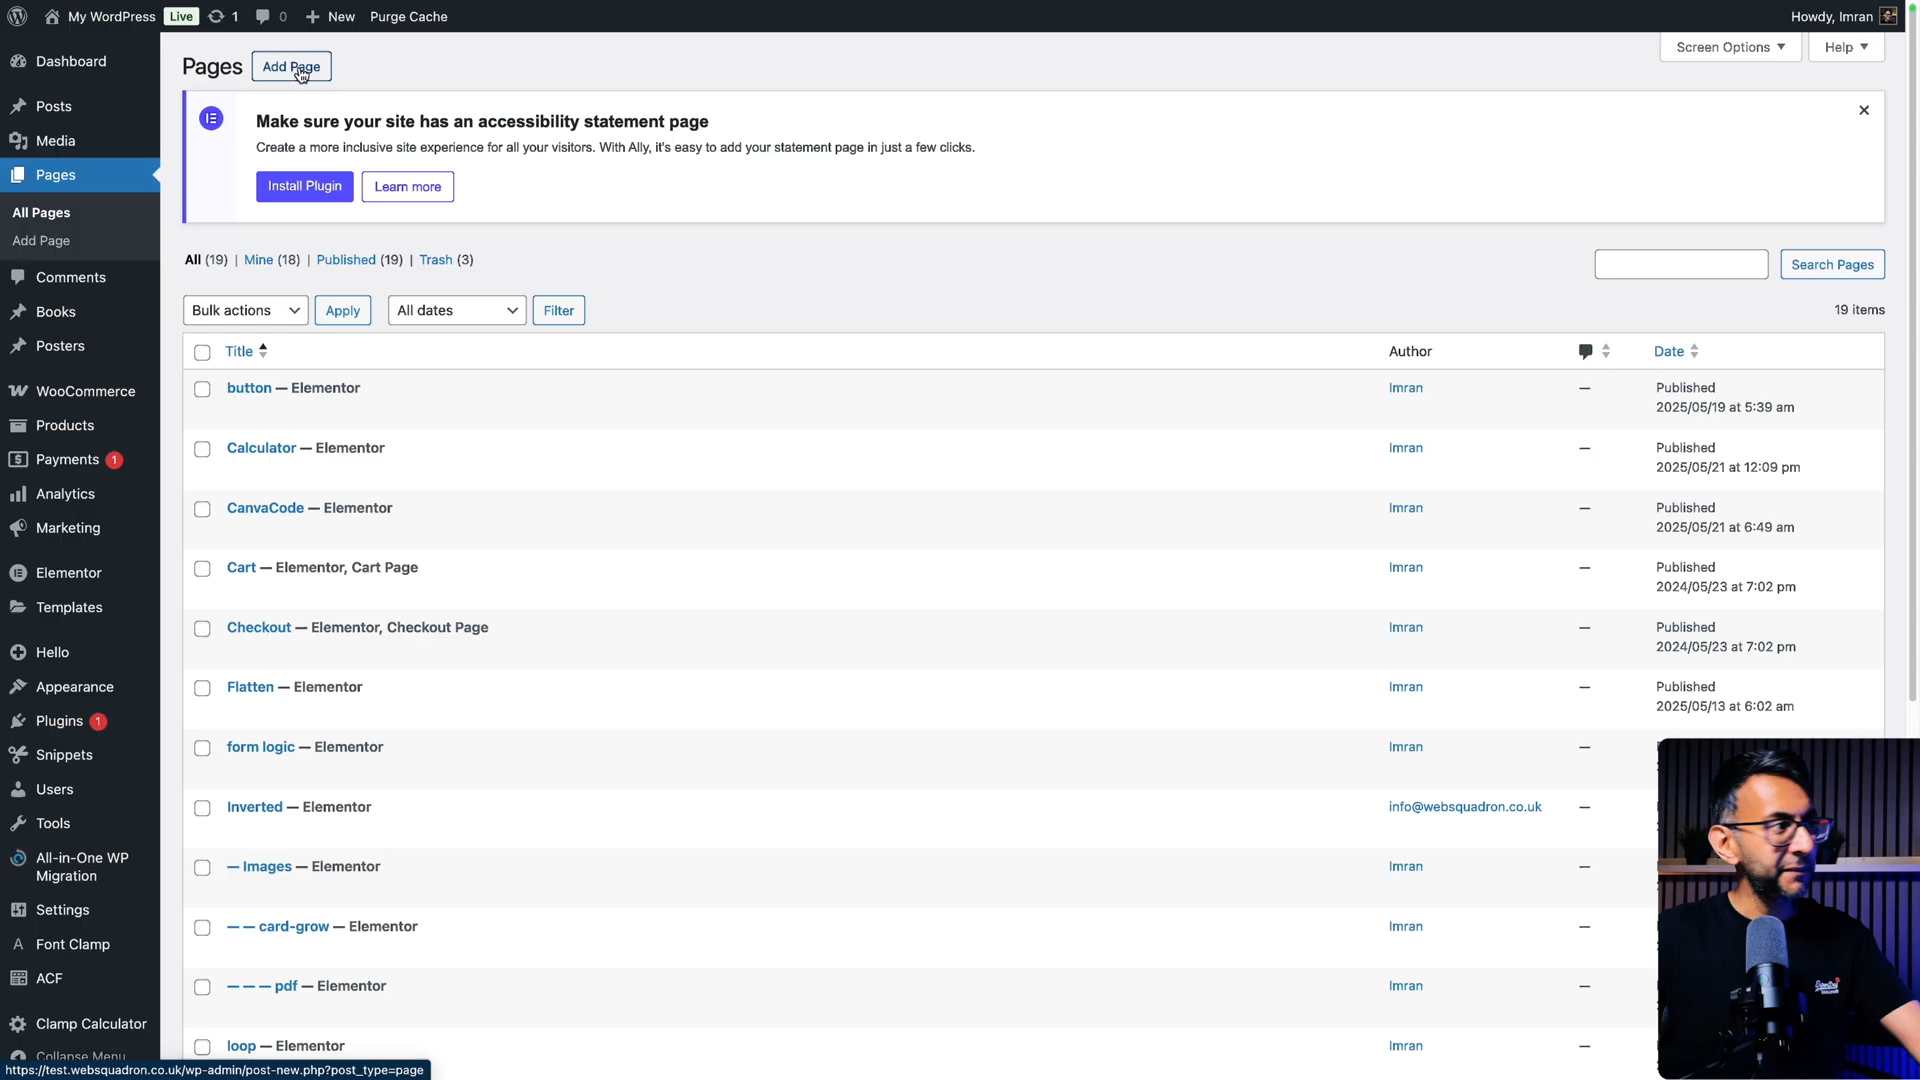 My WordPress Live 1 0 New Purge Cache Howdy, Imran
Screen Options Help
Dashboard
Posts
Media
Pages
All Pages
Add Page
Comments
Books
Posters
WooCommerce
Products
Payments 1
Analytics
Marketing
Elementor
Templates
Hello
Appearance
Plugins 1
Snippets
Users
Tools
All-in-One WP
Migration
Settings
Font Clamp
ACF
Clamp Calculator
Collapse Menu
Pages Add Page
Make sure your site has an accessibility statement page
Create a more inclusive site experience for all your visitors. With Ally, it's easy to add your statement page in just a few clicks.
Install Plugin Learn more
All (19) | Mine (18) | Published (19) | Trash (3)
Search Pages
Bulk actions Apply All dates Filter 19 items
Title Author Date
button — Elementor Imran — Published
2025/05/19 at 5:39 am
Calculator — Elementor Imran — Published
2025/05/21 at 12:09 pm
CanvaCode — Elementor Imran — Published
2025/05/21 at 6:49 am
Cart — Elementor, Cart Page Imran — Published
2024/05/23 at 7:02 pm
Checkout — Elementor, Checkout Page Imran — Published
2024/05/23 at 7:02 pm
Flatten — Elementor Imran — Published
2025/05/13 at 6:02 am
form logic — Elementor Imran —
Inverted — Elementor info@websquadron.co.uk —
— Images — Elementor Imran —
— — card-grow — Elementor Imran —
— — — pdf — Elementor Imran —
loop — Elementor Imran —
https://test.websquadron.co.uk/wp-admin/post-new.php?post_type=page